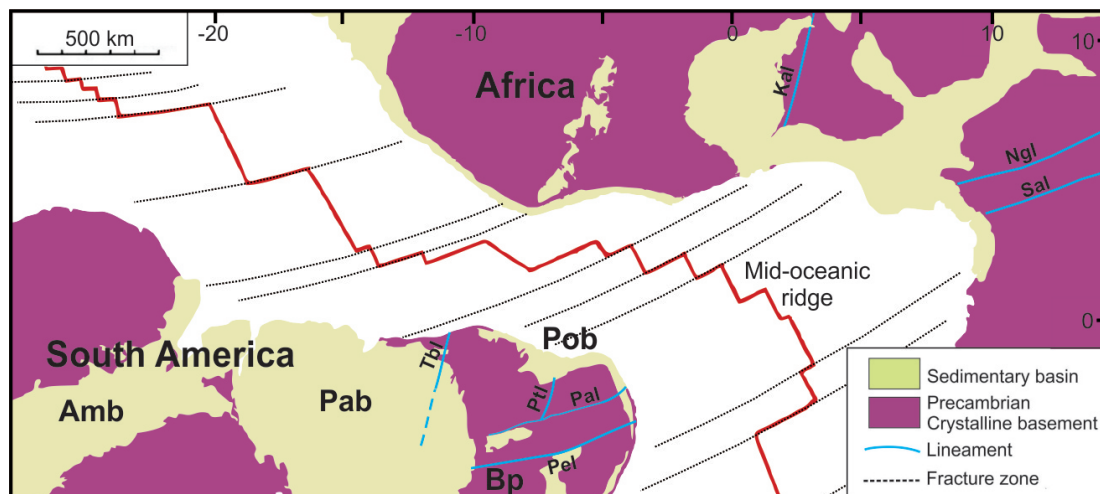 500 km
-20
-10
0
10
10
Africa
Kal
Ngl
Sal
Mid-oceanic
ridge
0
South America
Tbl
Pob
Amb
Pab
Ptl
Pal
Pel
Bp
Sedimentary basin
Precambrian
Crystalline basement
Lineament
Fracture zone